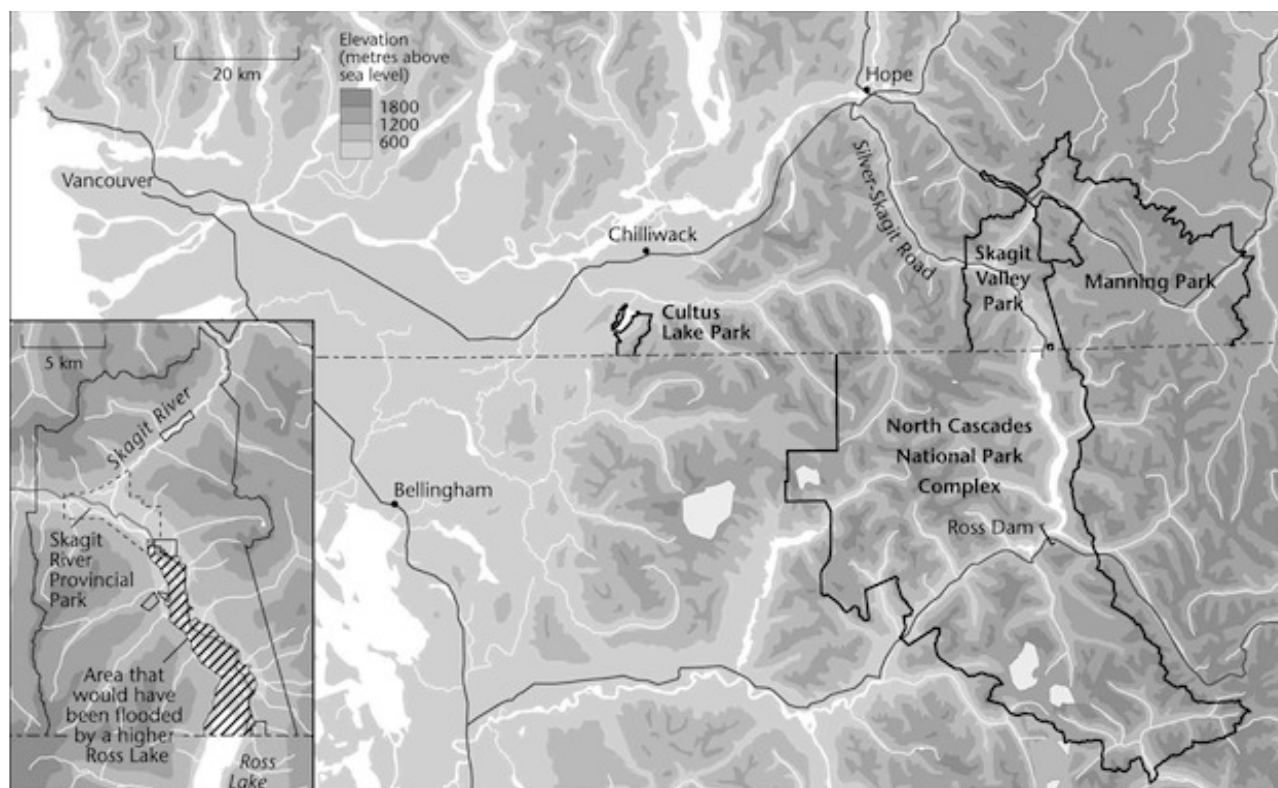 20 km
Elevation
(metres above
sea level)
1800
1200
600
Hope
Vancouver
Silver-Skagit Road
Chilliwack
Skagit
Valley
Park
Manning Park
Cultus
Lake Park
5 km
Skagit River
North Cascades
National Park
Complex
Bellingham
Ross Dam
Skagit
River
Provincial
Park
Area that
would have
been flooded
by a higher
Ross Lake
Ross
Lake